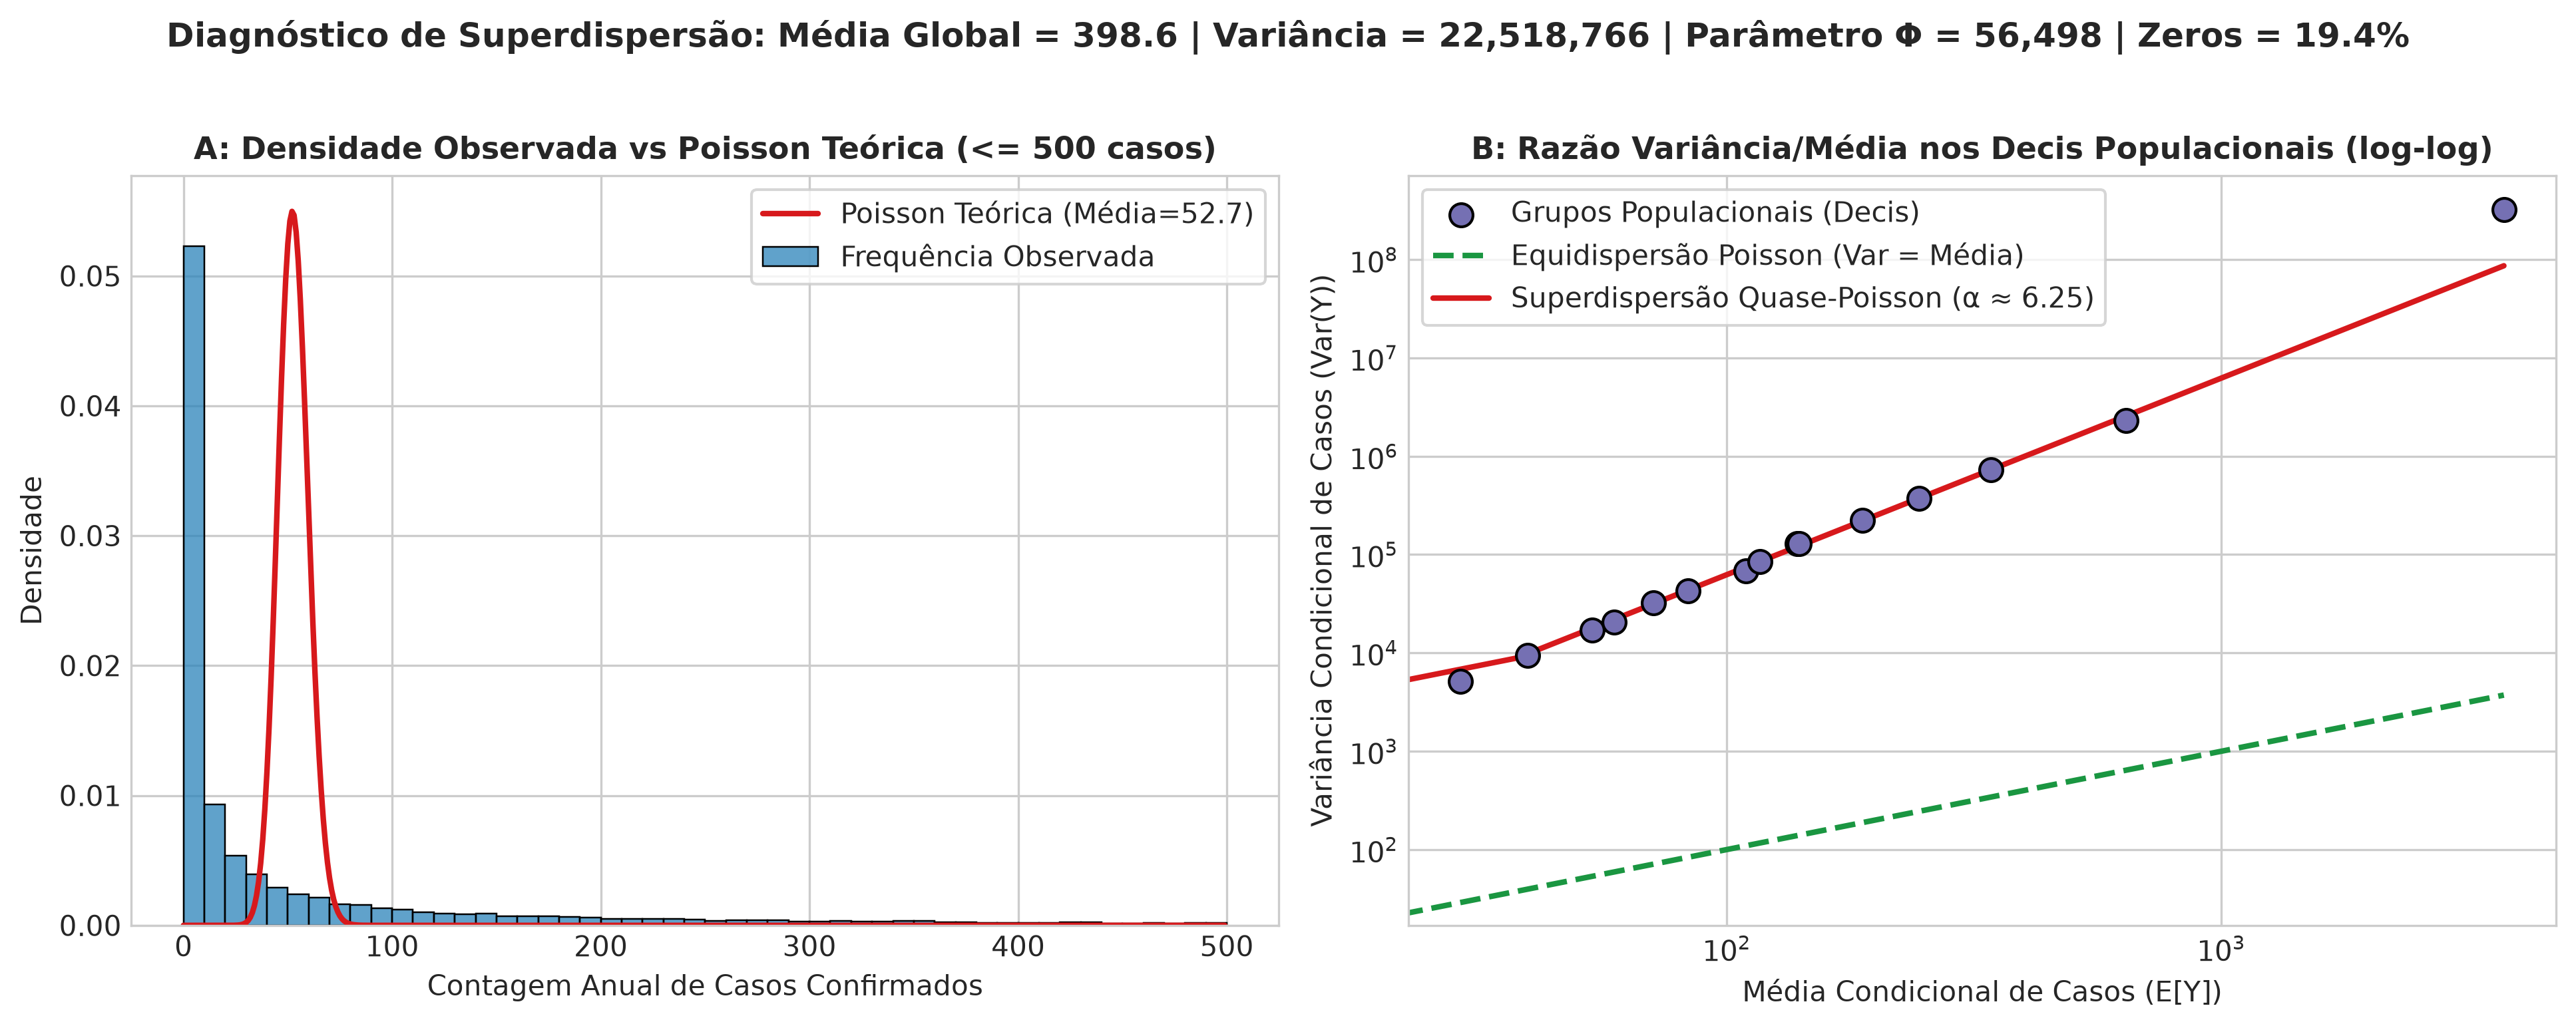 Diagnóstico de Superdispersão: Média Global = 398.6 | Variância = 22,518,766 | Parâmetro Φ = 56,498 | Zeros = 19.4%
A: Densidade Observada vs Poisson Teórica (<= 500 casos)
Poisson Teórica (Média=52.7)
Frequência Observada
Densidade
0.05
0.04
0.03
0.02
0.01
0.00
0 100 200 300 400 500
Contagem Anual de Casos Confirmados
B: Razão Variância/Média nos Decis Populacionais (log-log)
Grupos Populacionais (Decis)
Equidispersão Poisson (Var = Média)
Superdispersão Quase-Poisson (α ≈ 6.25)
Variância Condicional de Casos (Var(Y))
10⁸
10⁷
10⁶
10⁵
10⁴
10³
10²
10² 10³
Média Condicional de Casos (E[Y])